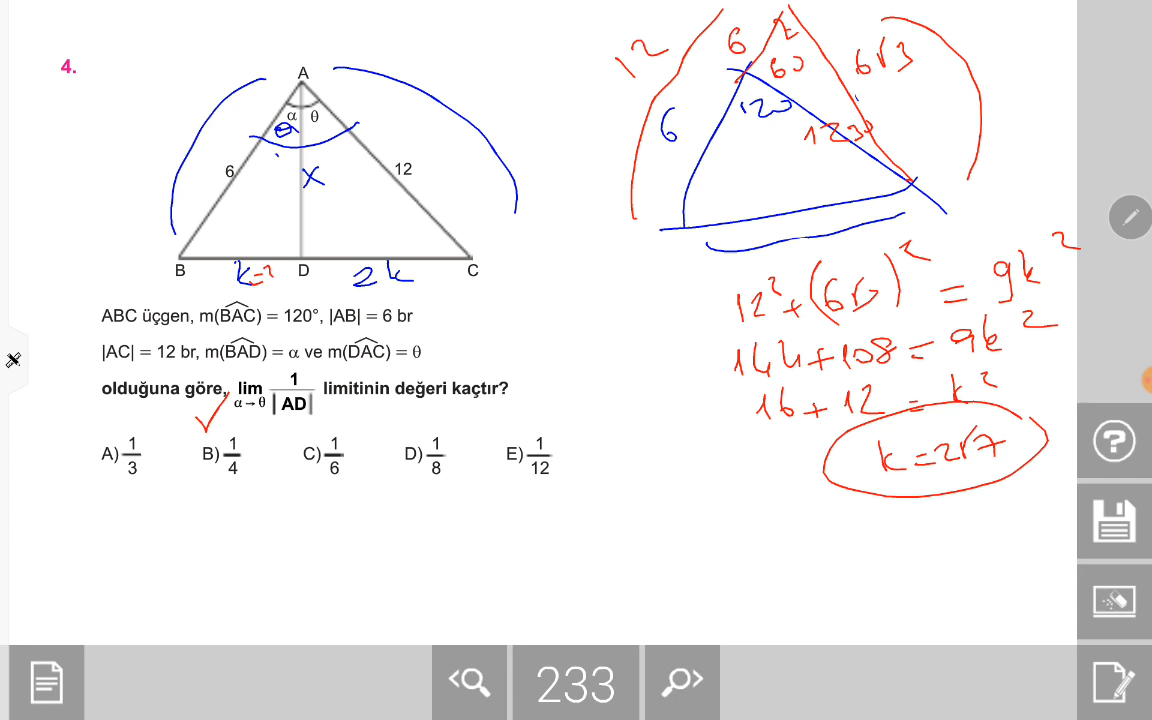 4.
A
α θ
θ
6
x
12
B D C
k=?
2k
ABC üçgen, m(BAC) = 120°, |AB| = 6 br
|AC| = 12 br, m(BAD) = α ve m(DAC) = θ
olduğuna göre, lim α→θ 1/|AD| limitinin değeri kaçtır?
A) 1/3 B) 1/4 C) 1/6 D) 1/8 E) 1/12
12
6
60
6√3
6
120
12
30
12² + (6√3)² = 9k²
144+108 = 9k²
16+12 = k²
k=2√7
233